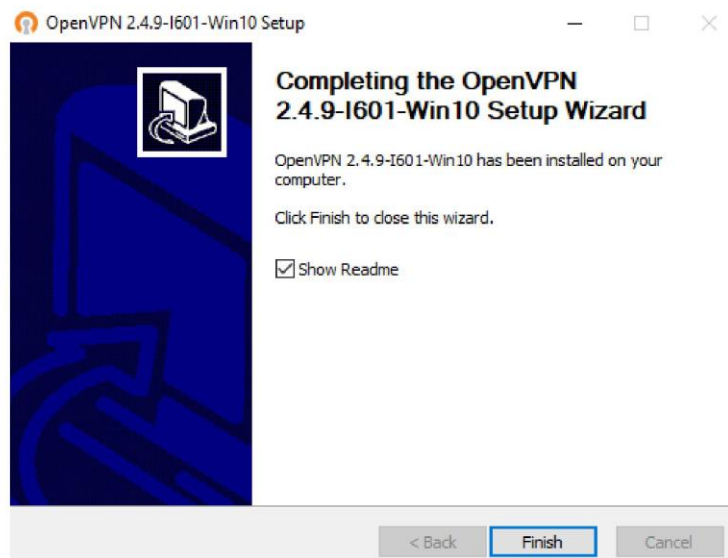 OpenVPN 2.4.9-I601-Win10 Setup
Completing the OpenVPN
2.4.9-I601-Win10 Setup Wizard
OpenVPN 2.4.9-I601-Win10 has been installed on your
computer.
Click Finish to close this wizard.
Show Readme
< Back
Finish
Cancel